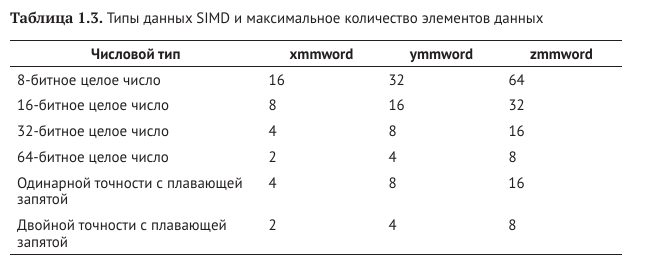 Таблица 1.3. Типы данных SIMD и максимальное количество элементов данных
Числовой тип xmmword ymmword zmmword
8-битное целое число 16 32 64
16-битное целое число 8 16 32
32-битное целое число 4 8 16
64-битное целое число 2 4 8
Одинарной точности с плавающей 4 8 16
запятой
Двойной точности с плавающей 2 4 8
запятой